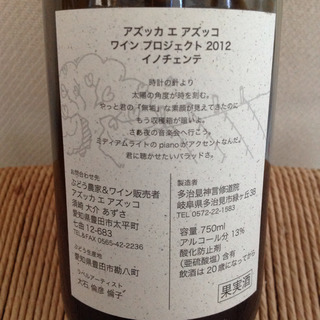 アズッカ エ アズッコ
ワイン プロジェクト 2012
イノチェンテ
時計の針より
太陽の角度が時を刻む。
やっと君の「無垢」な素顔が見えてきたのに
もう収穫箱が届いよ。
さあ夜の音楽会へ行こう。
ミディアムライトの pianoがアクセントなんだ。
君に聴かせたいバラッドさ。
お問合わせ先
ぶどう農家&ワイン販売者
アズッカ エ アズッコ
須崎 大介 あずさ
愛知県豊田市太平町
七曲 12-683
TEL&FAX 0565-42-2236
ぶどう生産地
愛知県豊田市勘八町
ラベルアーティスト
大石 倫彦 倫子
製造者
多治見神言修道院
岐阜県多治見市緑ヶ丘38
TEL 0572-22-1583
容量 750ml
アルコール分 13%
酸化防止剤
(亜硫酸塩) 含有
飲酒は20歳になってから
果実酒